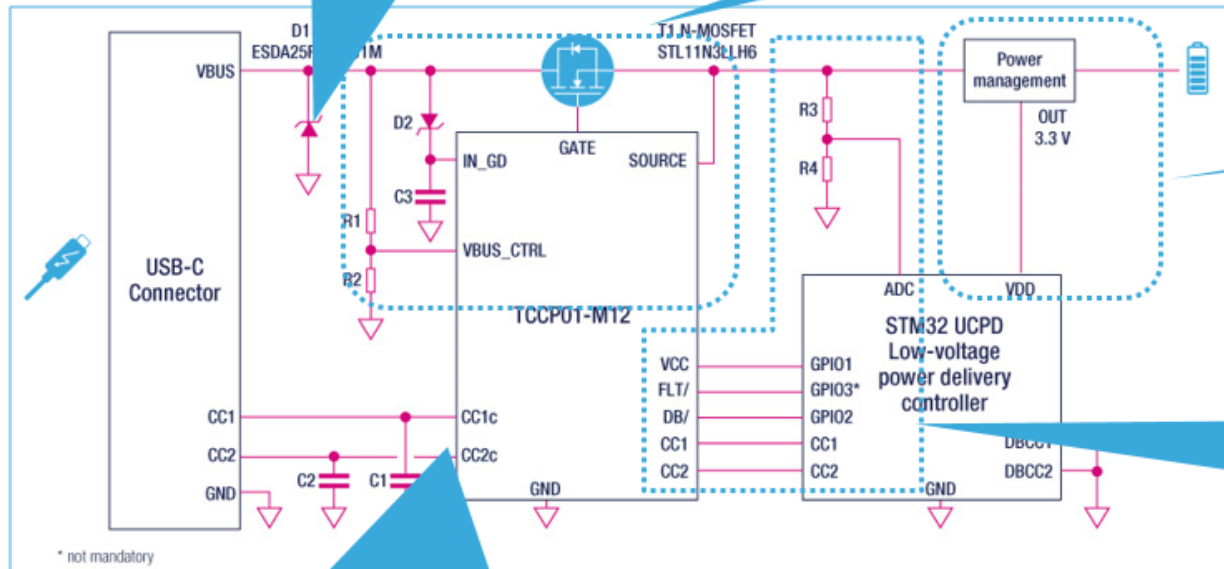 D1
T1 N-MOSFET
STL11N3LLH6
VBUS
Power
management
OUT
3.3 V
D2
R3
R4
GATE
IN_GD
SOURCE
C3
R1
VBUS_CTRL
R2
USB-C
Connector
TCCP01-M12
ADC
VDD
STM32 UCPD
Low-voltage
power delivery
controller
VCC
GPIO1
FLT/
GPIO3*
DB/
GPIO2
CC1
CC1c
CC1
CC1
CC2
CC2c
CC2
CC2
DBCC1
DBCC2
C2
C1
GND
GND
GND
* not mandatory